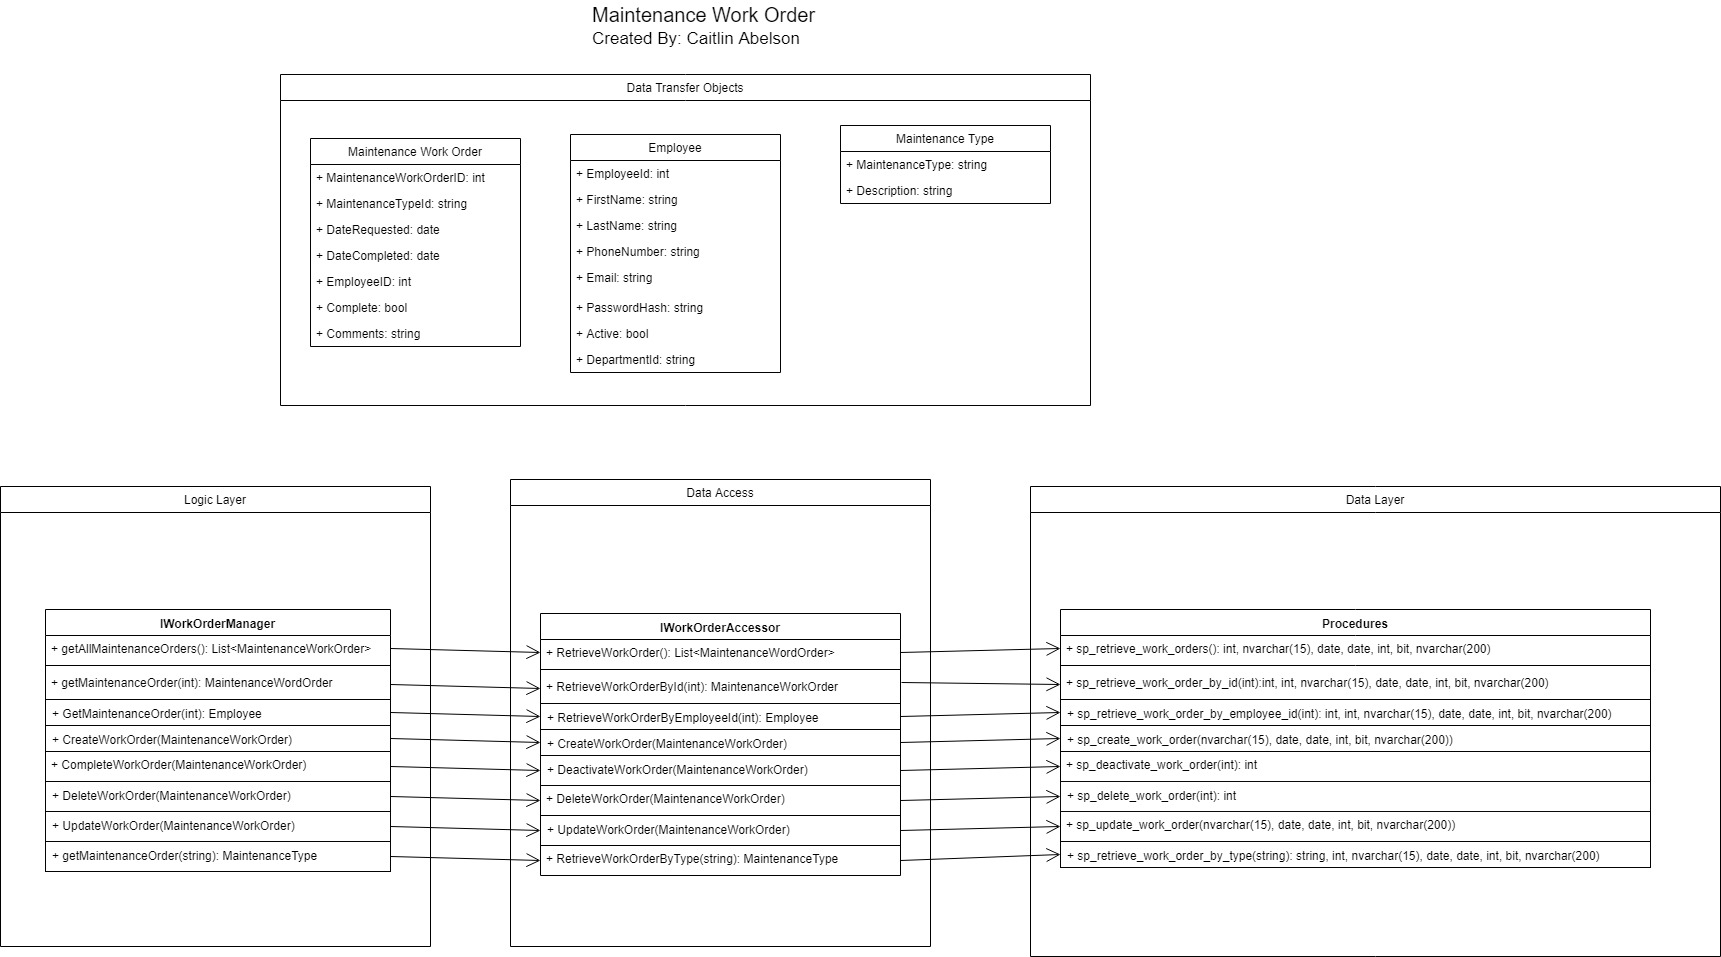 Maintenance Work Order
Created By: Caitlin Abelson
Data Transfer Objects
Maintenance Work Order
+ MaintenanceWorkOrderID: int
+ MaintenanceTypeId: string
+ DateRequested: date
+ DateCompleted: date
+ EmployeeID: int
+ Complete: bool
+ Comments: string
Employee
+ EmployeeId: int
+ FirstName: string
+ LastName: string
+ PhoneNumber: string
+ Email: string
+ PasswordHash: string
+ Active: bool
+ DepartmentId: string
Maintenance Type
+ MaintenanceType: string
+ Description: string
Logic Layer
IWorkOrderManager
+ getAllMaintenanceOrders(): List<MaintenanceWorkOrder>
+ getMaintenanceOrder(int): MaintenanceWordOrder
+ GetMaintenanceOrder(int): Employee
+ CreateWorkOrder(MaintenanceWorkOrder)
+ CompleteWorkOrder(MaintenanceWorkOrder)
+ DeleteWorkOrder(MaintenanceWorkOrder)
+ UpdateWorkOrder(MaintenanceWorkOrder)
+ getMaintenanceOrder(string): MaintenanceType
Data Access
IWorkOrderAccessor
+ RetrieveWorkOrder(): List<MaintenanceWordOrder>
+ RetrieveWorkOrderById(int): MaintenanceWorkOrder
+ RetrieveWorkOrderByEmployeeId(int): Employee
+ CreateWorkOrder(MaintenanceWorkOrder)
+ DeactivateWorkOrder(MaintenanceWorkOrder)
+ DeleteWorkOrder(MaintenanceWorkOrder)
+ UpdateWorkOrder(MaintenanceWorkOrder)
+ RetrieveWorkOrderByType(string): MaintenanceType
Data Layer
Procedures
+ sp_retrieve_work_orders(): int, nvarchar(15), date, date, int, bit, nvarchar(200)
+ sp_retrieve_work_order_by_id(int):int, int, nvarchar(15), date, date, int, bit, nvarchar(200)
+ sp_retrieve_work_order_by_employee_id(int): int, int, nvarchar(15), date, date, int, bit, nvarchar(200)
+ sp_create_work_order(nvarchar(15), date, date, int, bit, nvarchar(200))
+ sp_deactivate_work_order(int): int
+ sp_delete_work_order(int): int
+ sp_update_work_order(nvarchar(15), date, date, int, bit, nvarchar(200))
+ sp_retrieve_work_order_by_type(string): string, int, nvarchar(15), date, date, int, bit, nvarchar(200)